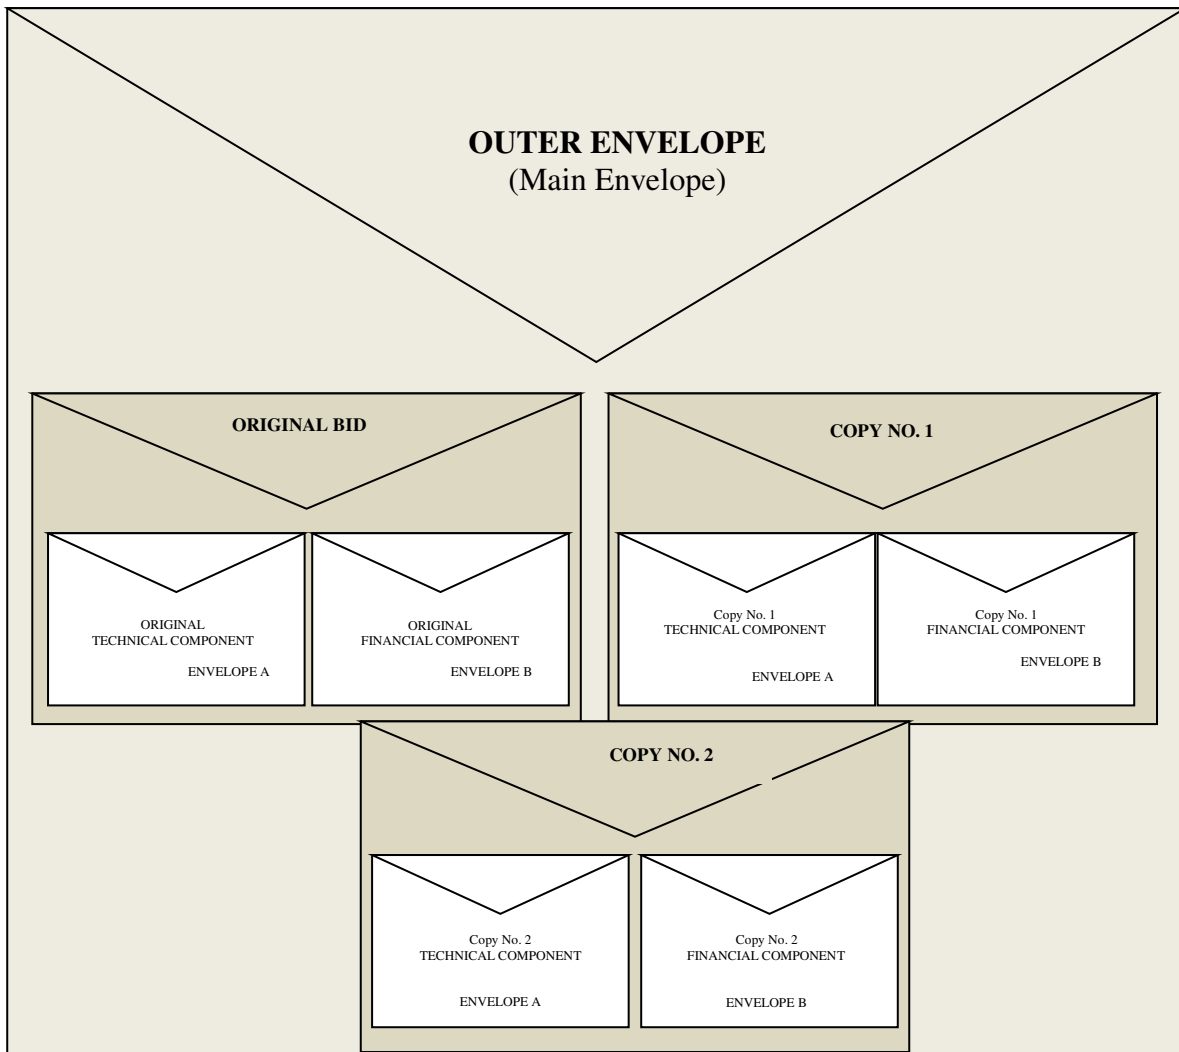 OUTER ENVELOPE
(Main Envelope)
ORIGINAL BID
ORIGINAL
TECHNICAL COMPONENT
ENVELOPE A
ORIGINAL
FINANCIAL COMPONENT
ENVELOPE B
COPY NO. 1
Copy No. 1
TECHNICAL COMPONENT
ENVELOPE A
Copy No. 1
FINANCIAL COMPONENT
ENVELOPE B
COPY NO. 2
Copy No. 2
TECHNICAL COMPONENT
ENVELOPE A
Copy No. 2
FINANCIAL COMPONENT
ENVELOPE B